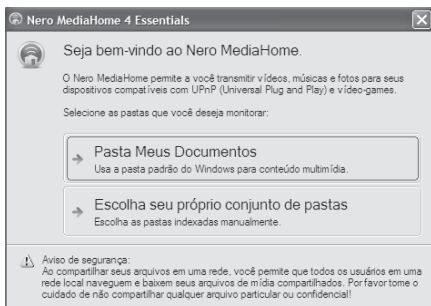 Nero MediaHome 4 Essentials
Seja bem-vindo ao Nero MediaHome.
O Nero MediaHome permite a você transmitir vídeos, músicas e fotos para seus
dispositivos compatíveis com UPnP (Universal Plug and Play) e vídeo-games.
Selecione as pastas que você deseja monitorar:
Pasta Meus Documentos
Usa a pasta padrão do Windows para conteúdo multimídia.
Escolha seu próprio conjunto de pastas
Escolha as pastas indexadas manualmente.
Aviso de segurança:
Ao compartilhar seus arquivos em uma rede, você permite que todos os usuários em uma
rede local naveguem e baixem seus arquivos de mídia compartilhados. Por favor tome o
cuidado de não compartilhar qualquer arquivo particular ou confidencial!